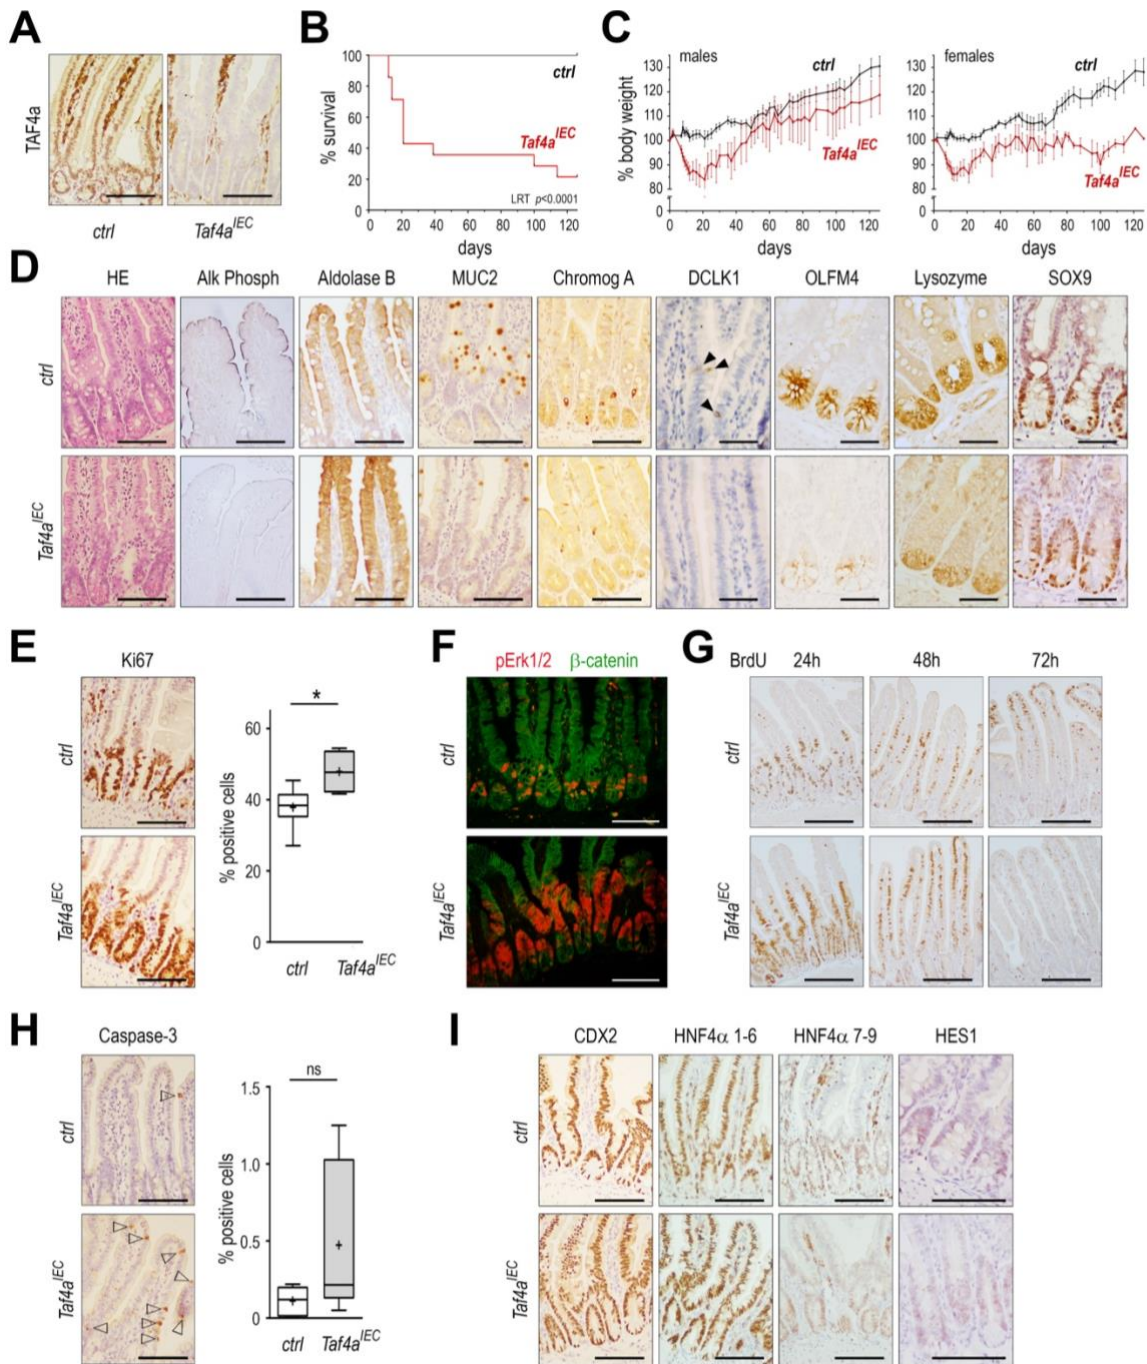 A
TAF4a
ctrl
Taf4a^IEC
B
% survival
100
80
60
40
20
0
0 20 40 60 80 100 120
days
ctrl
Taf4a^IEC
LRT p<0.0001
C
% body weight
males
130
120
110
100
90
80
0
0 20 40 60 80 100 120
days
ctrl
Taf4a^IEC
females
130
120
110
100
90
80
0
0 20 40 60 80 100 120
days
ctrl
Taf4a^IEC
D
HE Alk Phosph Aldolase B MUC2 Chromog A DCLK1 OLFM4 Lysozyme SOX9
ctrl
Taf4a^IEC
E
Ki67
ctrl
Taf4a^IEC
% positive cells
60
40
20
0
*
ctrl Taf4a^IEC
F
pErk1/2 β-catenin
ctrl
Taf4a^IEC
G
BrdU 24h 48h 72h
ctrl
Taf4a^IEC
H
Caspase-3
ctrl
Taf4a^IEC
% positive cells
1.5
1.0
0.5
0
ns
ctrl Taf4a^IEC
I
CDX2 HNF4α 1-6 HNF4α 7-9 HES1
ctrl
Taf4a^IEC